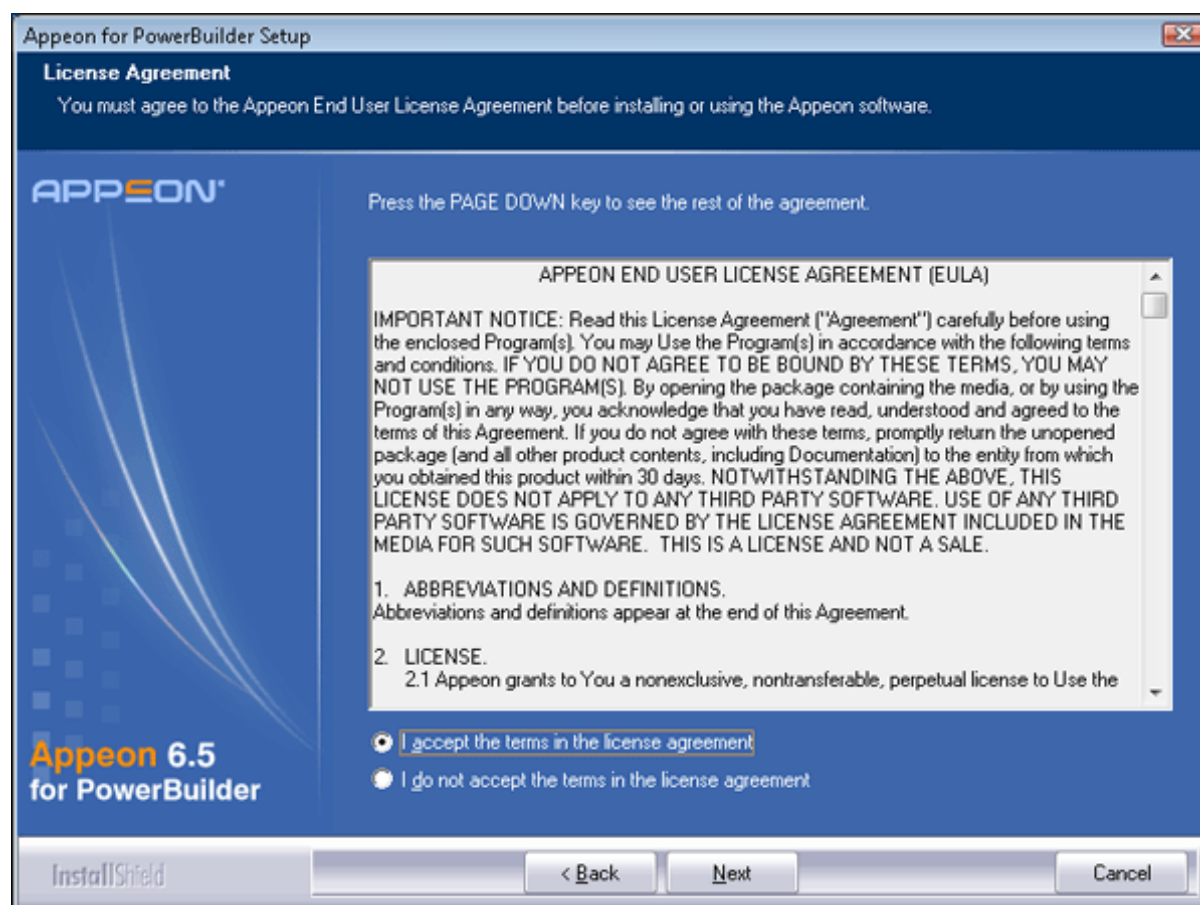 Appeon for PowerBuilder Setup
License Agreement
You must agree to the Appeon End User License Agreement before installing or using the Appeon software.
APPEON
Press the PAGE DOWN key to see the rest of the agreement.
APPEON END USER LICENSE AGREEMENT (EULA)
IMPORTANT NOTICE: Read this License Agreement ("Agreement") carefully before using
the enclosed Program(s). You may Use the Program(s) in accordance with the following terms
and conditions. IF YOU DO NOT AGREE TO BE BOUND BY THESE TERMS, YOU MAY
NOT USE THE PROGRAM(S). By opening the package containing the media, or by using the
Program(s) in any way, you acknowledge that you have read, understood and agreed to the
terms of this Agreement. If you do not agree with these terms, promptly return the unopened
package (and all other product contents, including Documentation) to the entity from which
you obtained this product within 30 days. NOTWITHSTANDING THE ABOVE, THIS
LICENSE DOES NOT APPLY TO ANY THIRD PARTY SOFTWARE. USE OF ANY THIRD
PARTY SOFTWARE IS GOVERNED BY THE LICENSE AGREEMENT INCLUDED IN THE
MEDIA FOR SUCH SOFTWARE. THIS IS A LICENSE AND NOT A SALE.
1. ABBREVIATIONS AND DEFINITIONS.
Abbreviations and definitions appear at the end of this Agreement.
2. LICENSE.
2.1 Appeon grants to You a nonexclusive, nontransferable, perpetual license to Use the
I accept the terms in the license agreement
I do not accept the terms in the license agreement
Appeon 6.5
for PowerBuilder
InstallShield
< Back
Next
Cancel